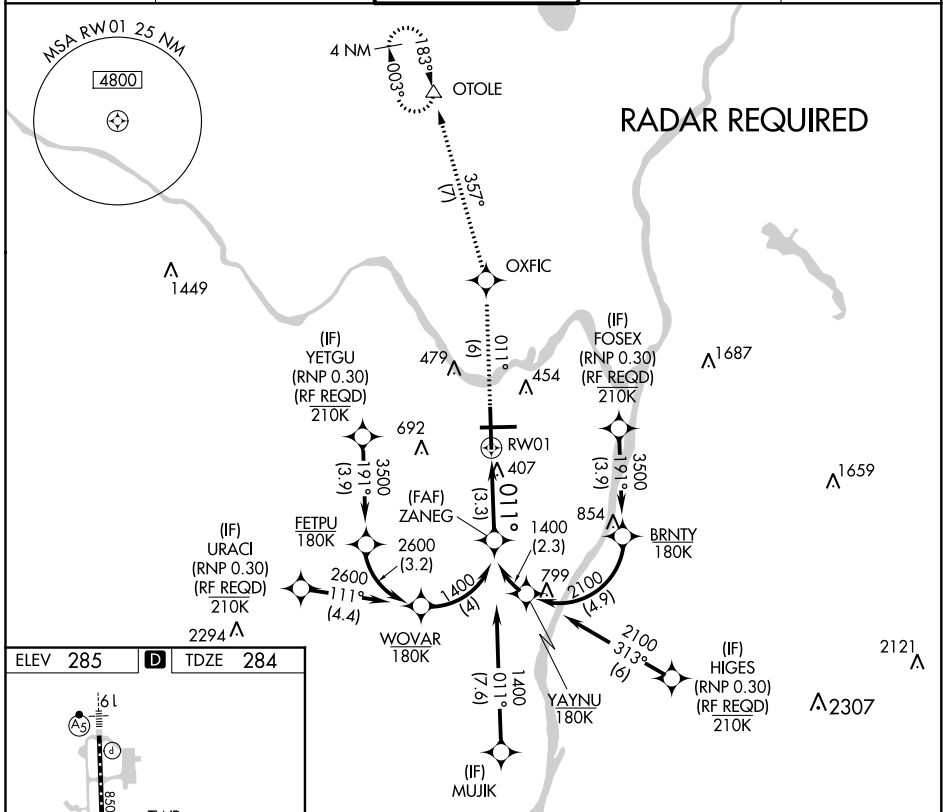 MSA RW01 25 NM
4800
4 NM
183°
003°
OTOLE
RADAR REQUIRED
357°
(7)
OXFIC
1449
(IF)
YETGU
(RNP 0.30)
(RF REQD)
210K
479
011°
(6)
454
(IF)
FOSEX
(RNP 0.30)
(RF REQD)
210K
1687
692
RW01
407
3500
191°
(3.9)
(FAF)
ZANEG
011°
(3.3)
3500
191°
(3.9)
1659
854
FETPU
180K
2600
(3.2)
1400
(2.3)
BRNTY
180K
(IF)
URACI
(RNP 0.30)
(RF REQD)
210K
2600
111°
(4.4)
1400
(4)
799
2100
(4.9)
2294
WOVAR
180K
2100
313°
(6)
2121
YAYNU
180K
(IF)
HIGES
(RNP 0.30)
(RF REQD)
210K
2307
1400
011°
(7.6)
(IF)
MUJIK
ELEV 285 D TDZE 284
19
A5
P